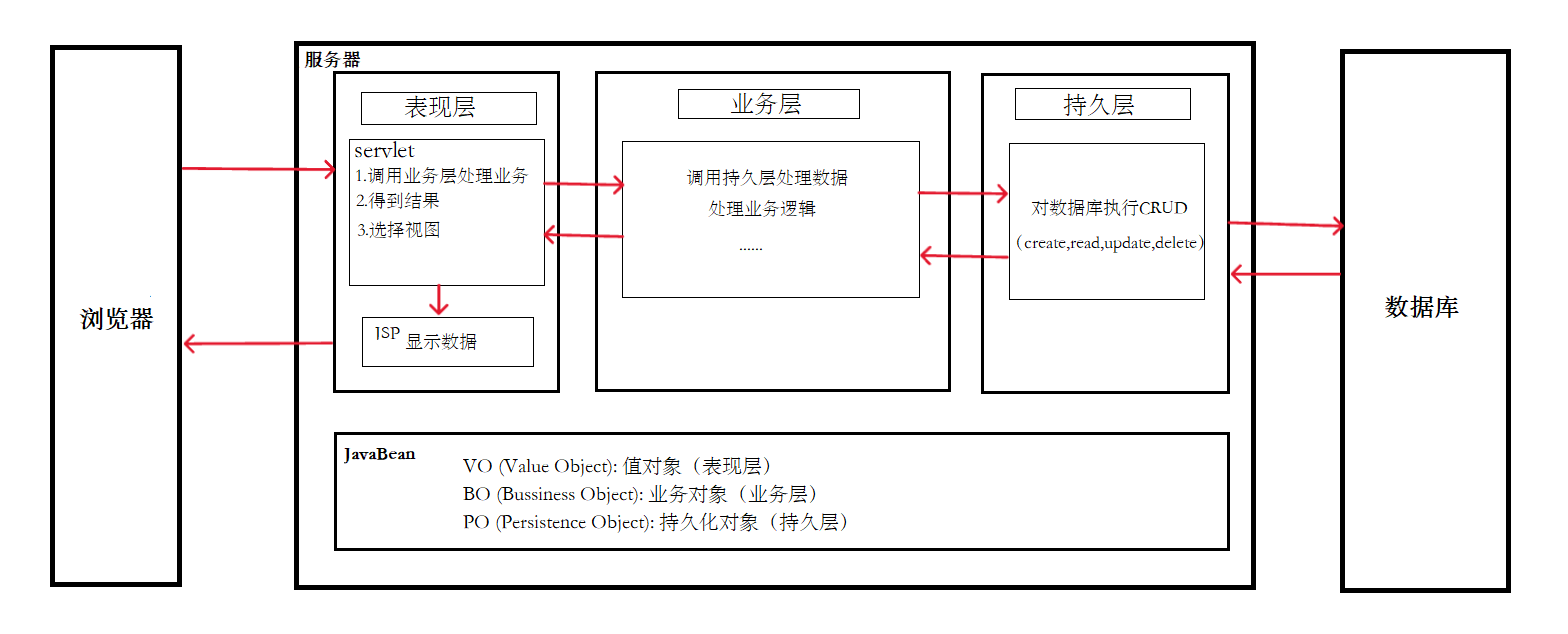 服务器
浏览器
表现层
servlet
1.调用业务层处理业务
2.得到结果
3.选择视图
JSP 显示数据
业务层
调用持久层处理数据
处理业务逻辑
......
持久层
对数据库执行CRUD
（create,read,update,delete）
数据库
JavaBean
VO (Value Object): 值对象（表现层）
BO (Bussiness Object): 业务对象（业务层）
PO (Persistence Object): 持久化对象（持久层）